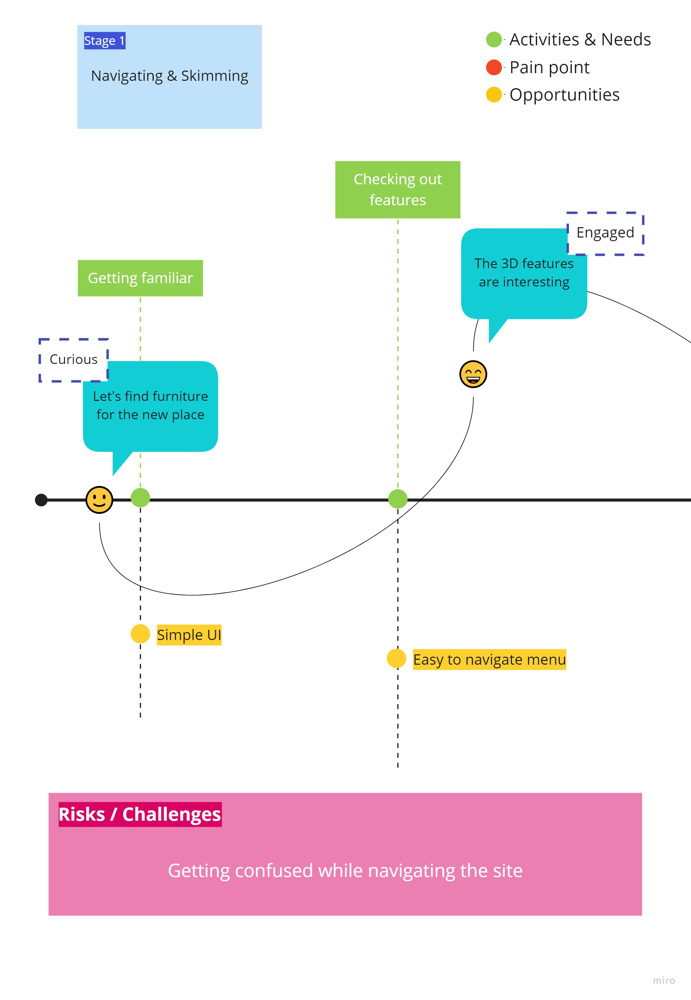 Stage 1
Navigating & Skimming
- Activities & Needs
- Pain point
- Opportunities
Checking out
features
Engaged
The 3D features
are interesting
Getting familiar
Curious
Let's find furniture
for the new place
Simple UI
Easy to navigate menu
Risks / Challenges
Getting confused while navigating the site
miro